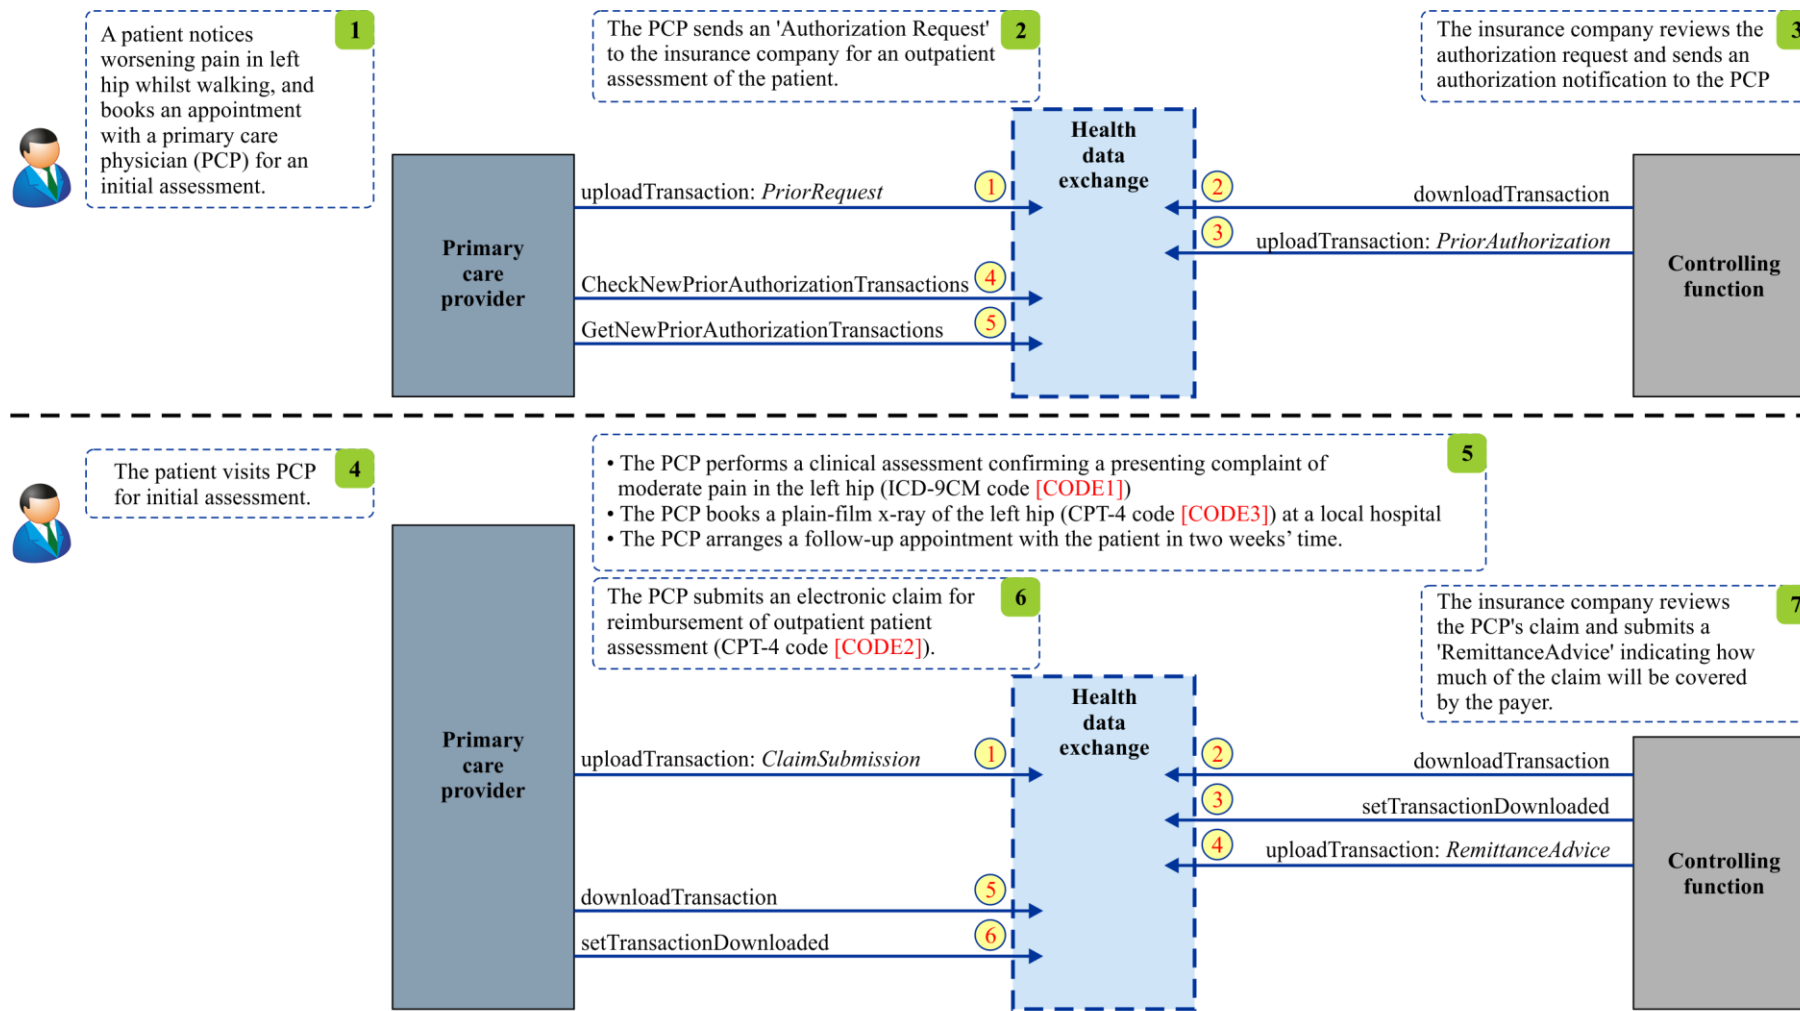 1
A patient notices
worsening pain in left
hip whilst walking, and
books an appointment
with a primary care
physician (PCP) for an
initial assessment.
2
The PCP sends an 'Authorization Request'
to the insurance company for an outpatient
assessment of the patient.
3
The insurance company reviews the
authorization request and sends an
authorization notification to the PCP
Primary
care
provider
uploadTransaction: PriorRequest
1
CheckNewPriorAuthorizationTransactions
4
GetNewPriorAuthorizationTransactions
5
Health
data
exchange
2
downloadTransaction
3
uploadTransaction: PriorAuthorization
Controlling
function
4
The patient visits PCP
for initial assessment.
5
• The PCP performs a clinical assessment confirming a presenting complaint of
moderate pain in the left hip (ICD-9CM code [CODE1])
• The PCP books a plain-film x-ray of the left hip (CPT-4 code [CODE3]) at a local hospital
• The PCP arranges a follow-up appointment with the patient in two weeks’ time.
6
The PCP submits an electronic claim for
reimbursement of outpatient patient
assessment (CPT-4 code [CODE2]).
7
The insurance company reviews
the PCP's claim and submits a
'RemittanceAdvice' indicating how
much of the claim will be covered
by the payer.
Primary
care
provider
uploadTransaction: ClaimSubmission
1
downloadTransaction
5
setTransactionDownloaded
6
Health
data
exchange
2
downloadTransaction
3
setTransactionDownloaded
4
uploadTransaction: RemittanceAdvice
Controlling
function